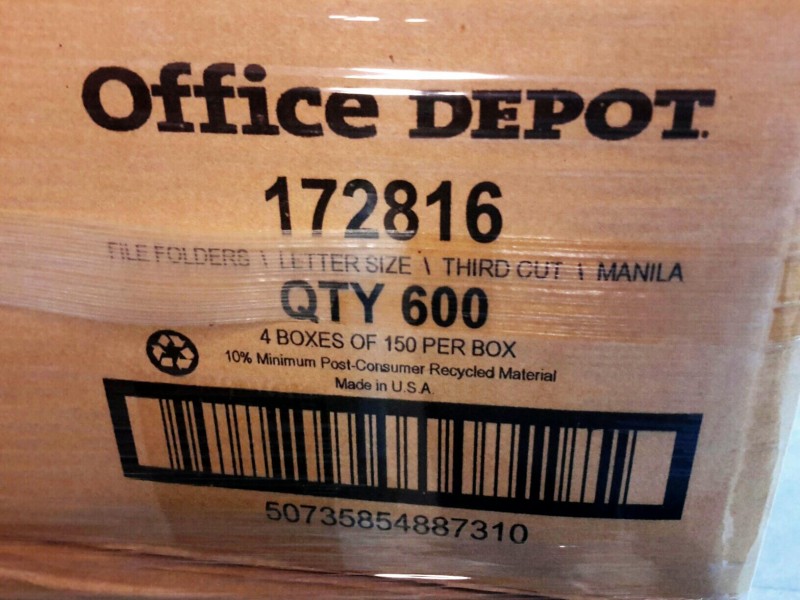 Office DEPOT.
172816
FILE FOLDERS \ LETTER SIZE \ THIRD CUT \ MANILA
QTY 600
4 BOXES OF 150 PER BOX
10% Minimum Post-Consumer Recycled Material
Made in U.S.A.
50735854887310